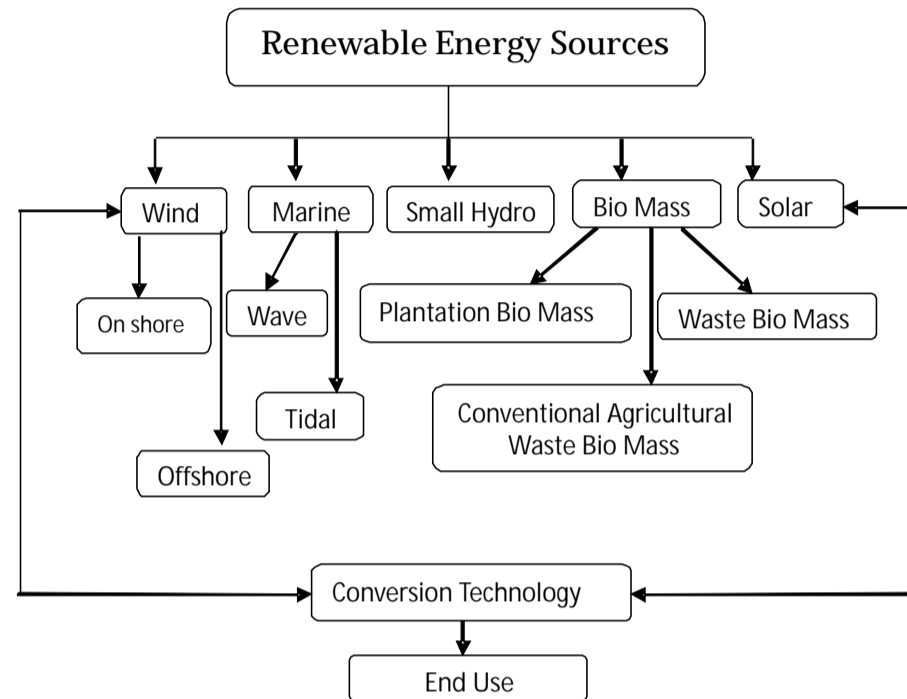 Renewable Energy Sources
Wind
Marine
Small Hydro
Bio Mass
Solar
On shore
Wave
Plantation Bio Mass
Waste Bio Mass
Tidal
Conventional Agricultural
Waste Bio Mass
Offshore
Conversion Technology
End Use